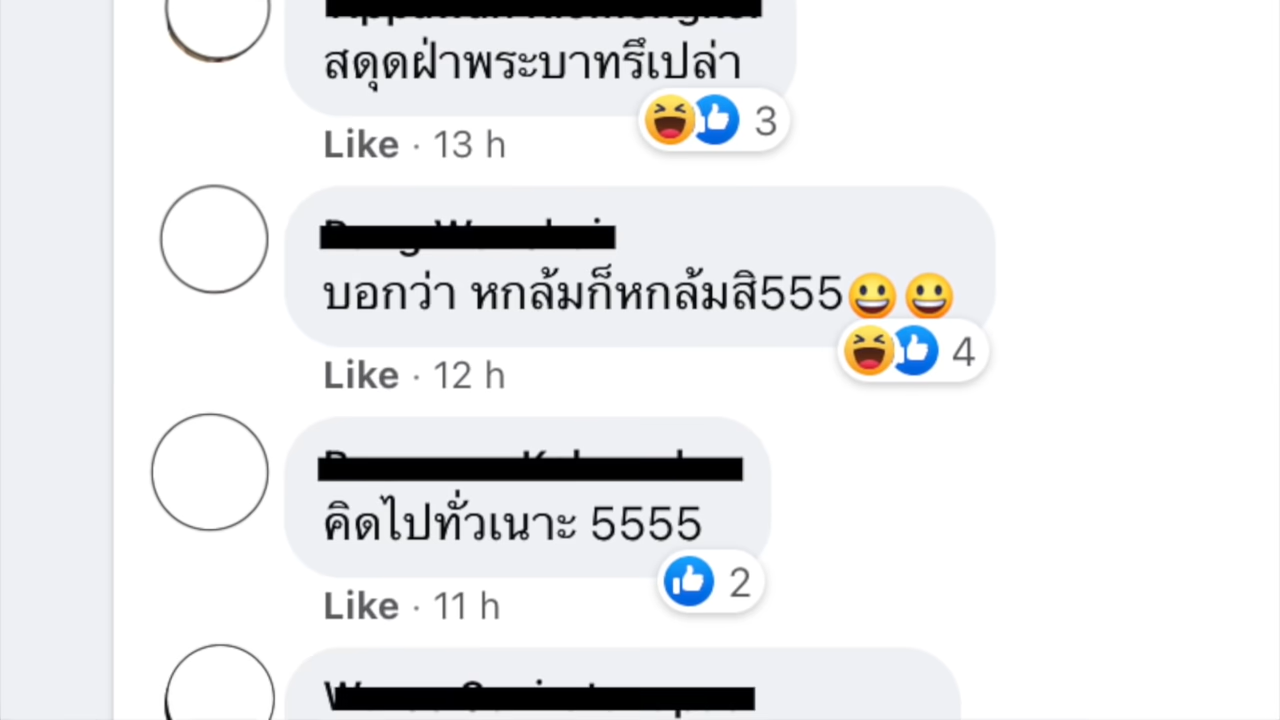 สดุดฝ่าพระบาทรึเปล่า
3
Like · 13 h
บอกว่า หกล้มก็หกล้มสิ555😃 😃
4
Like · 12 h
คิดไปทั่วเนาะ 5555
2
Like · 11 h